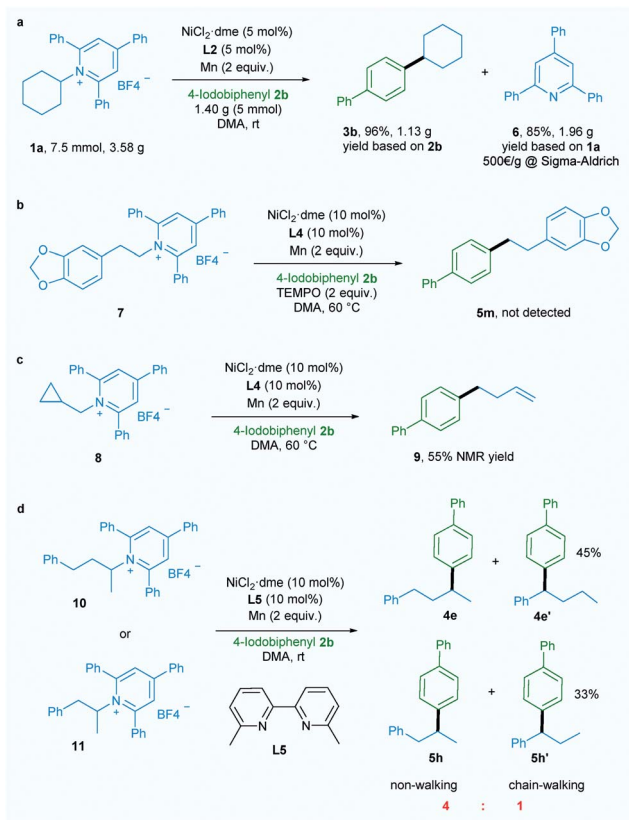 a
Ph
Ph
N
+
BF4 −
Ph
1a, 7.5 mmol, 3.58 g
NiCl2·dme (5 mol%)
L2 (5 mol%)
Mn (2 equiv.)
4-Iodobiphenyl 2b
1.40 g (5 mmol)
DMA, rt
Ph
3b, 96%, 1.13 g
yield based on 2b
+
Ph
Ph
N
Ph
6, 85%, 1.96 g
yield based on 1a
500€/g @ Sigma-Aldrich
b
O
O
Ph
Ph
N
+
BF4 −
Ph
7
NiCl2·dme (10 mol%)
L4 (10 mol%)
Mn (2 equiv.)
4-Iodobiphenyl 2b
TEMPO (2 equiv.)
DMA, 60 °C
Ph
O
O
5m, not detected
c
Ph
Ph
N
+
BF4 −
Ph
8
NiCl2·dme (10 mol%)
L4 (10 mol%)
Mn (2 equiv.)
4-Iodobiphenyl 2b
DMA, 60 °C
Ph
9, 55% NMR yield
d
Ph
Ph
Ph
N
+
BF4 −
Ph
10
or
Ph
Ph
Ph
N
+
BF4 −
Ph
11
NiCl2·dme (10 mol%)
L5 (10 mol%)
Mn (2 equiv.)
4-Iodobiphenyl 2b
DMA, rt
N
N
L5
Ph
Ph
4e
+
Ph
Ph
4e'
45%
Ph
Ph
5h
+
Ph
Ph
5h'
33%
non-walking
chain-walking
4 : 1